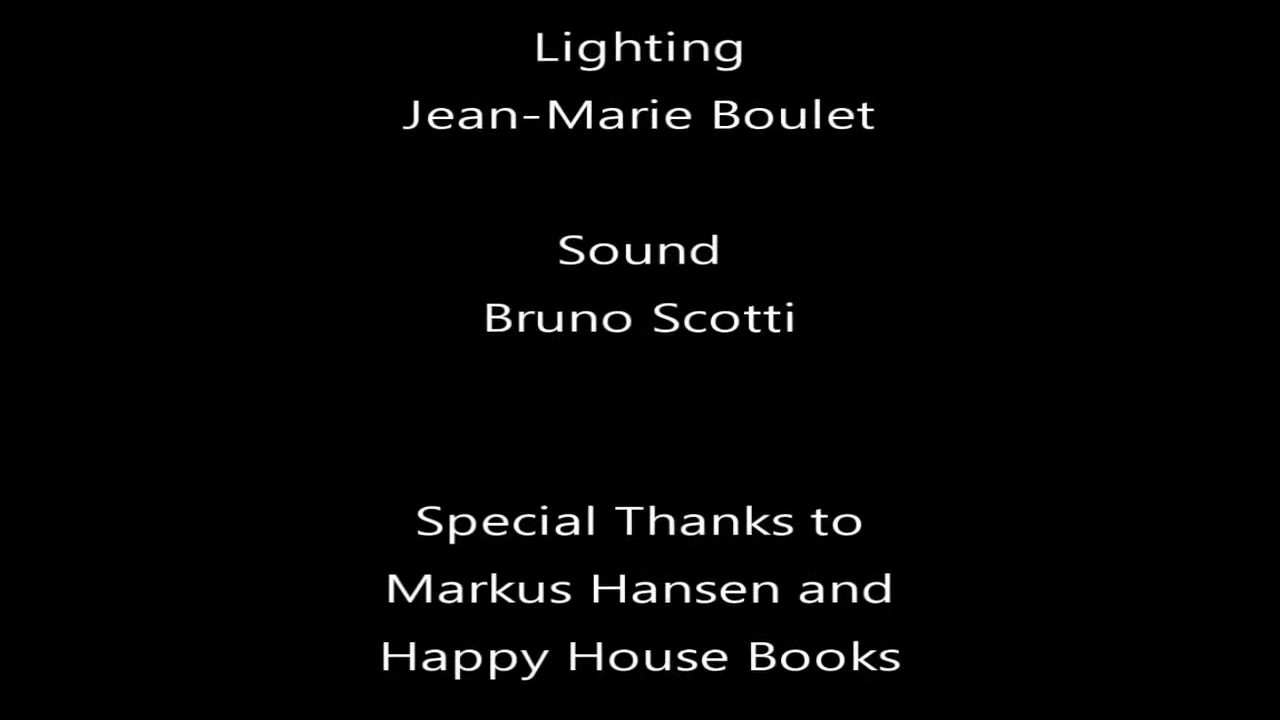 Lighting
Jean-Marie Boulet
Sound
Bruno Scotti
Special Thanks to
Markus Hansen and
Happy House Books